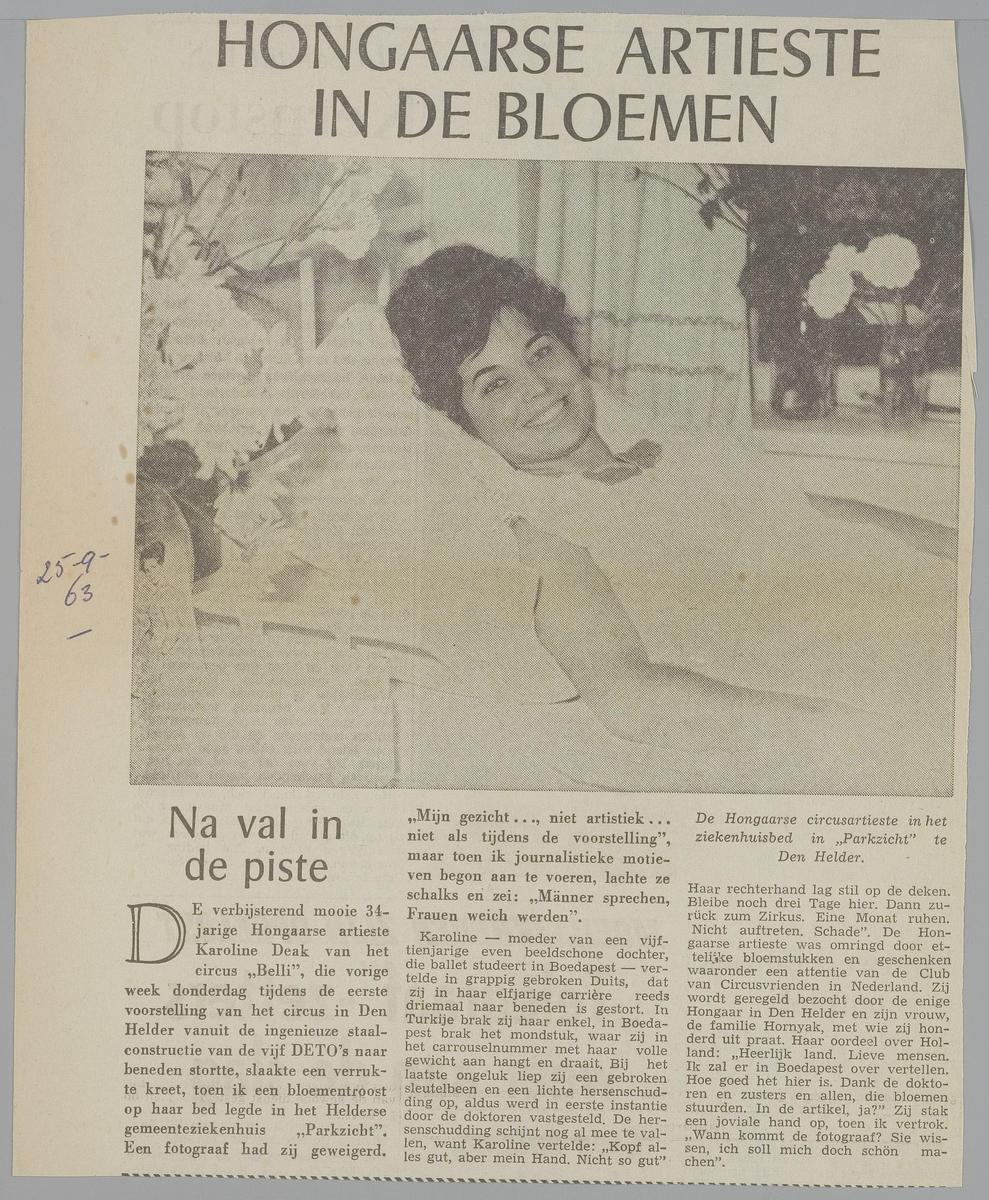 HONGAARSE ARTIESTE
IN DE BLOEMEN
25-9-
63
Na val in
de piste
DE verbijsterend mooie 34-
jarige Hongaarse artieste
Karoline Deak van het
circus „Belli”, die vorige
week donderdag tijdens de eerste
voorstelling van het circus in Den
Helder vanuit de ingenieuze staal-
constructie van de vijf DETO's naar
beneden stortte, slaakte een verruk-
te kreet, toen ik een bloementroost
op haar bed legde in het Helderse
gemeenteziekenhuis „Parkzicht”.
Een fotograaf had zij geweigerd.
„Mijn gezicht ..., niet artistiek ...
niet als tijdens de voorstelling”,
maar toen ik journalistieke motie-
ven begon aan te voeren, lachte ze
schalks en zei: „Männer sprechen,
Frauen weich werden”.
Karoline — moeder van een vijf-
tienjarige even beeldschone dochter,
die ballet studeert in Boedapest — ver-
telde in grappig gebroken Duits, dat
zij in haar elfjarige carrière reeds
driemaal naar beneden is gestort. In
Turkije brak zij haar enkel, in Boeda-
pest brak het mondstuk, waar zij in
het carrouselnummer met haar volle
gewicht aan hangt en draait. Bij het
laatste ongeluk liep zij een gebroken
sleutelbeen en een lichte hersenschud-
ding op, aldus werd in eerste instantie
door de doktoren vastgesteld. De her-
senschudding schijnt nog al mee te val-
len, want Karoline vertelde: „Kopf al-
les gut, aber mein Hand. Nicht so gut”
De Hongaarse circusartieste in het
ziekenhuisbed in „Parkzicht” te
Den Helder.
Haar rechterhand lag stil op de deken.
Bleibe noch drei Tage hier. Dann zu-
rück zum Zirkus. Eine Monat ruhen.
Nicht auftreten. Schade”. De Hon-
gaarse artieste was omringd door et-
telijke bloemstukken en geschenken
waaronder een attentie van de Club
van Circusvrienden in Nederland. Zij
wordt geregeld bezocht door de enige
Hongaar in Den Helder en zijn vrouw,
de familie Hornyak, met wie zij hon-
derd uit praat. Haar oordeel over Hol-
land: „Heerlijk land. Lieve mensen.
Ik zal er in Boedapest over vertellen.
Hoe goed het hier is. Dank de dokto-
ren en zusters en allen, die bloemen
stuurden. In de artikel, ja?” Zij stak
een joviale hand op, toen ik vertrok.
„Wann kommt de fotograaf? Sie wis-
sen, ich soll mich doch schön ma-
chen”.